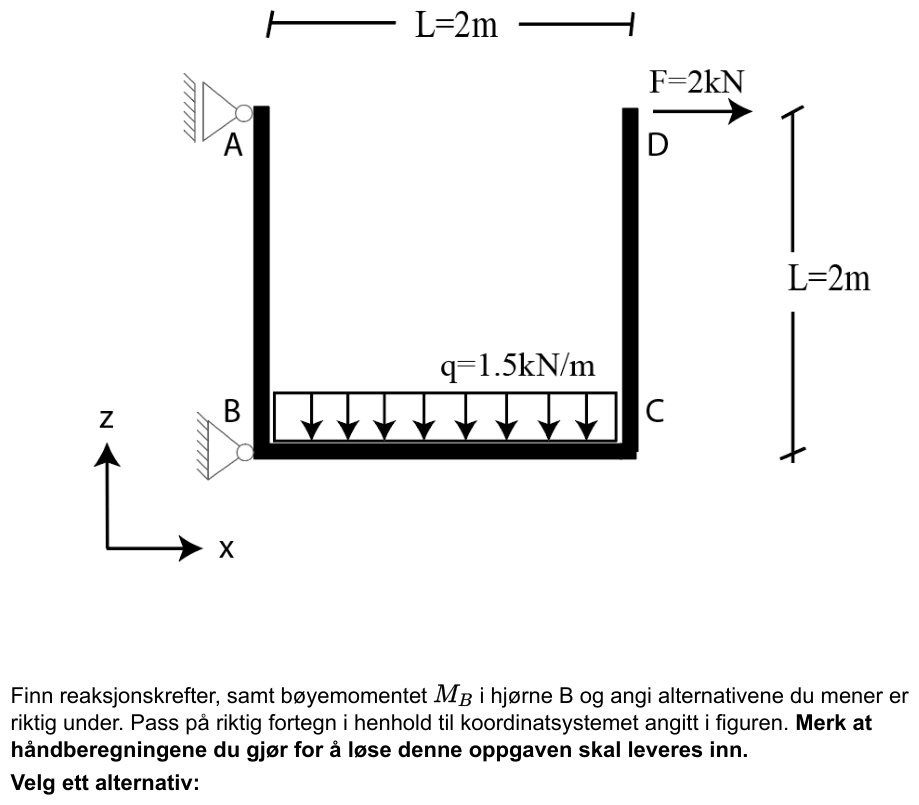 L=2m
F=2kN
A
D
L=2m
q=1.5kN/m
B
C
z
x
Finn reaksjonskrefter, samt bøyemomentet M_B i hjørne B og angi alternativene du mener er
riktig under. Pass på riktig fortegn i henhold til koordinatsystemet angitt i figuren. Merk at
håndberegningene du gjør for å løse denne oppgaven skal leveres inn.
Velg ett alternativ: